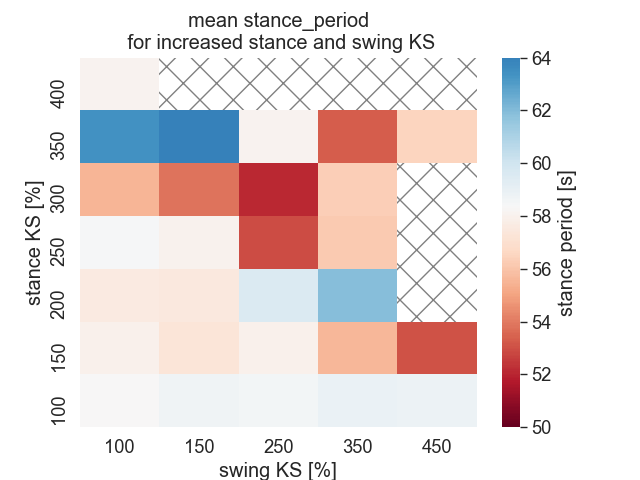 mean stance_period
for increased stance and swing KS
stance KS [%]
400
350
300
250
200
150
100
100 150 250 350 450
swing KS [%]
64
62
60
58
56
54
52
50
stance period [s]